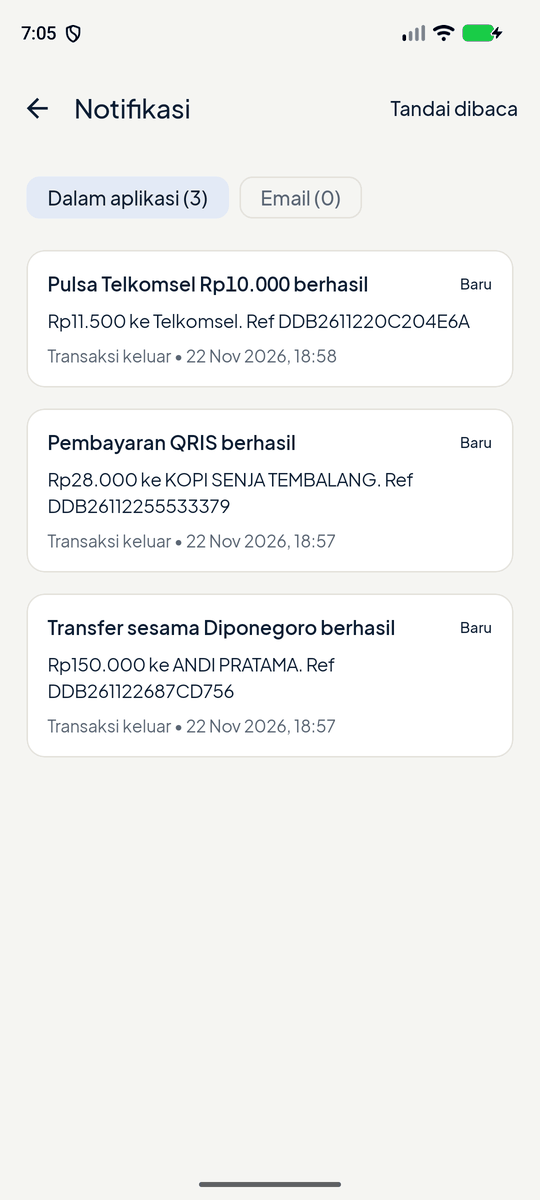 7:05
Notifikasi
Tandai dibaca
Dalam aplikasi (3)
Email (0)
Pulsa Telkomsel Rp10.000 berhasil
Baru
Rp11.500 ke Telkomsel. Ref DDB2611220C204E6A
Transaksi keluar • 22 Nov 2026, 18:58
Pembayaran QRIS berhasil
Baru
Rp28.000 ke KOPI SENJA TEMBALANG. Ref
DDB26112255533379
Transaksi keluar • 22 Nov 2026, 18:57
Transfer sesama Diponegoro berhasil
Baru
Rp150.000 ke ANDI PRATAMA. Ref
DDB261122687CD756
Transaksi keluar • 22 Nov 2026, 18:57